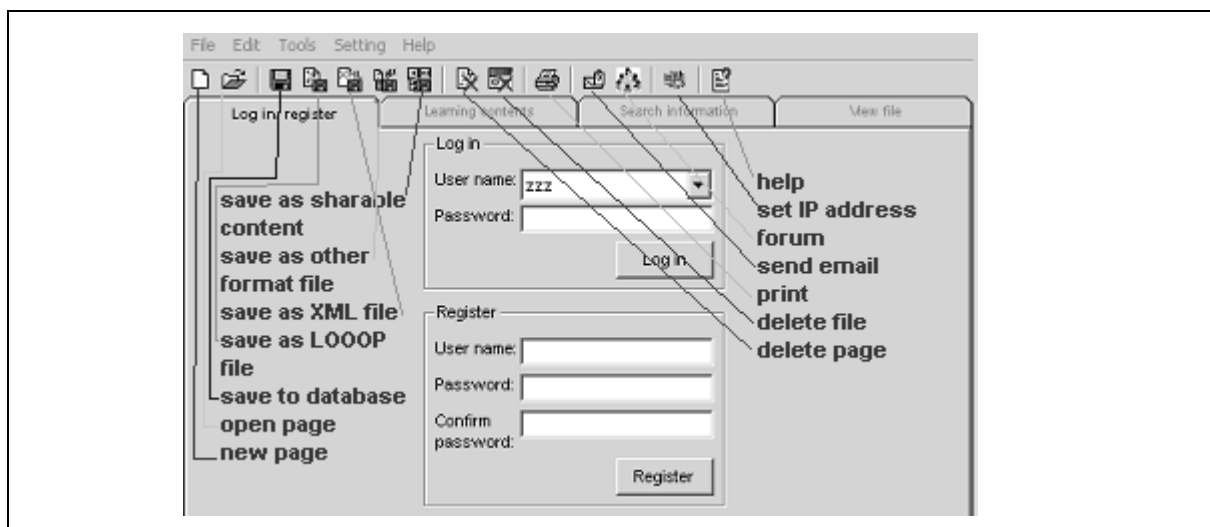 File Edit Tools Setting Help
Log in/register Learning contents Search information View file
Log in
User name: zzz
Password:
Log in
Register
User name:
Password:
Confirm
password:
Register
save as sharable
content
save as other
format file
save as XML file
save as LOOOP
file
save to database
open page
new page
help
set IP address
forum
send email
print
delete file
delete page